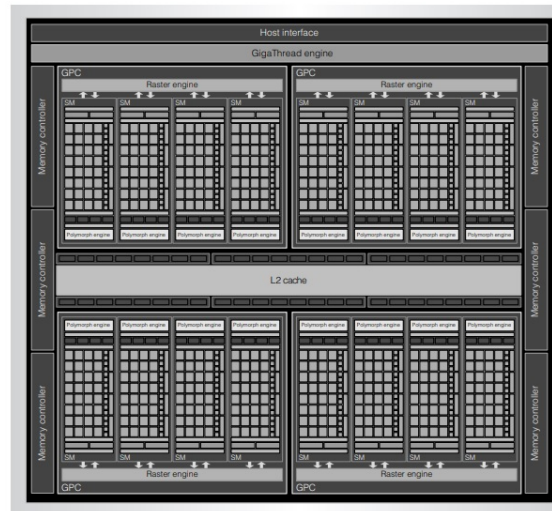 Host interface
GigaThread engine
Memory controller
Memory controller
Memory controller
GPC
Raster engine
SM SM SM SM
Polymorph engine Polymorph engine Polymorph engine Polymorph engine
GPC
Raster engine
SM SM SM SM
Polymorph engine Polymorph engine Polymorph engine Polymorph engine
L2 cache
Polymorph engine Polymorph engine Polymorph engine Polymorph engine
SM SM SM SM
Raster engine
GPC
Polymorph engine Polymorph engine Polymorph engine Polymorph engine
SM SM SM SM
Raster engine
GPC
Memory controller
Memory controller
Memory controller